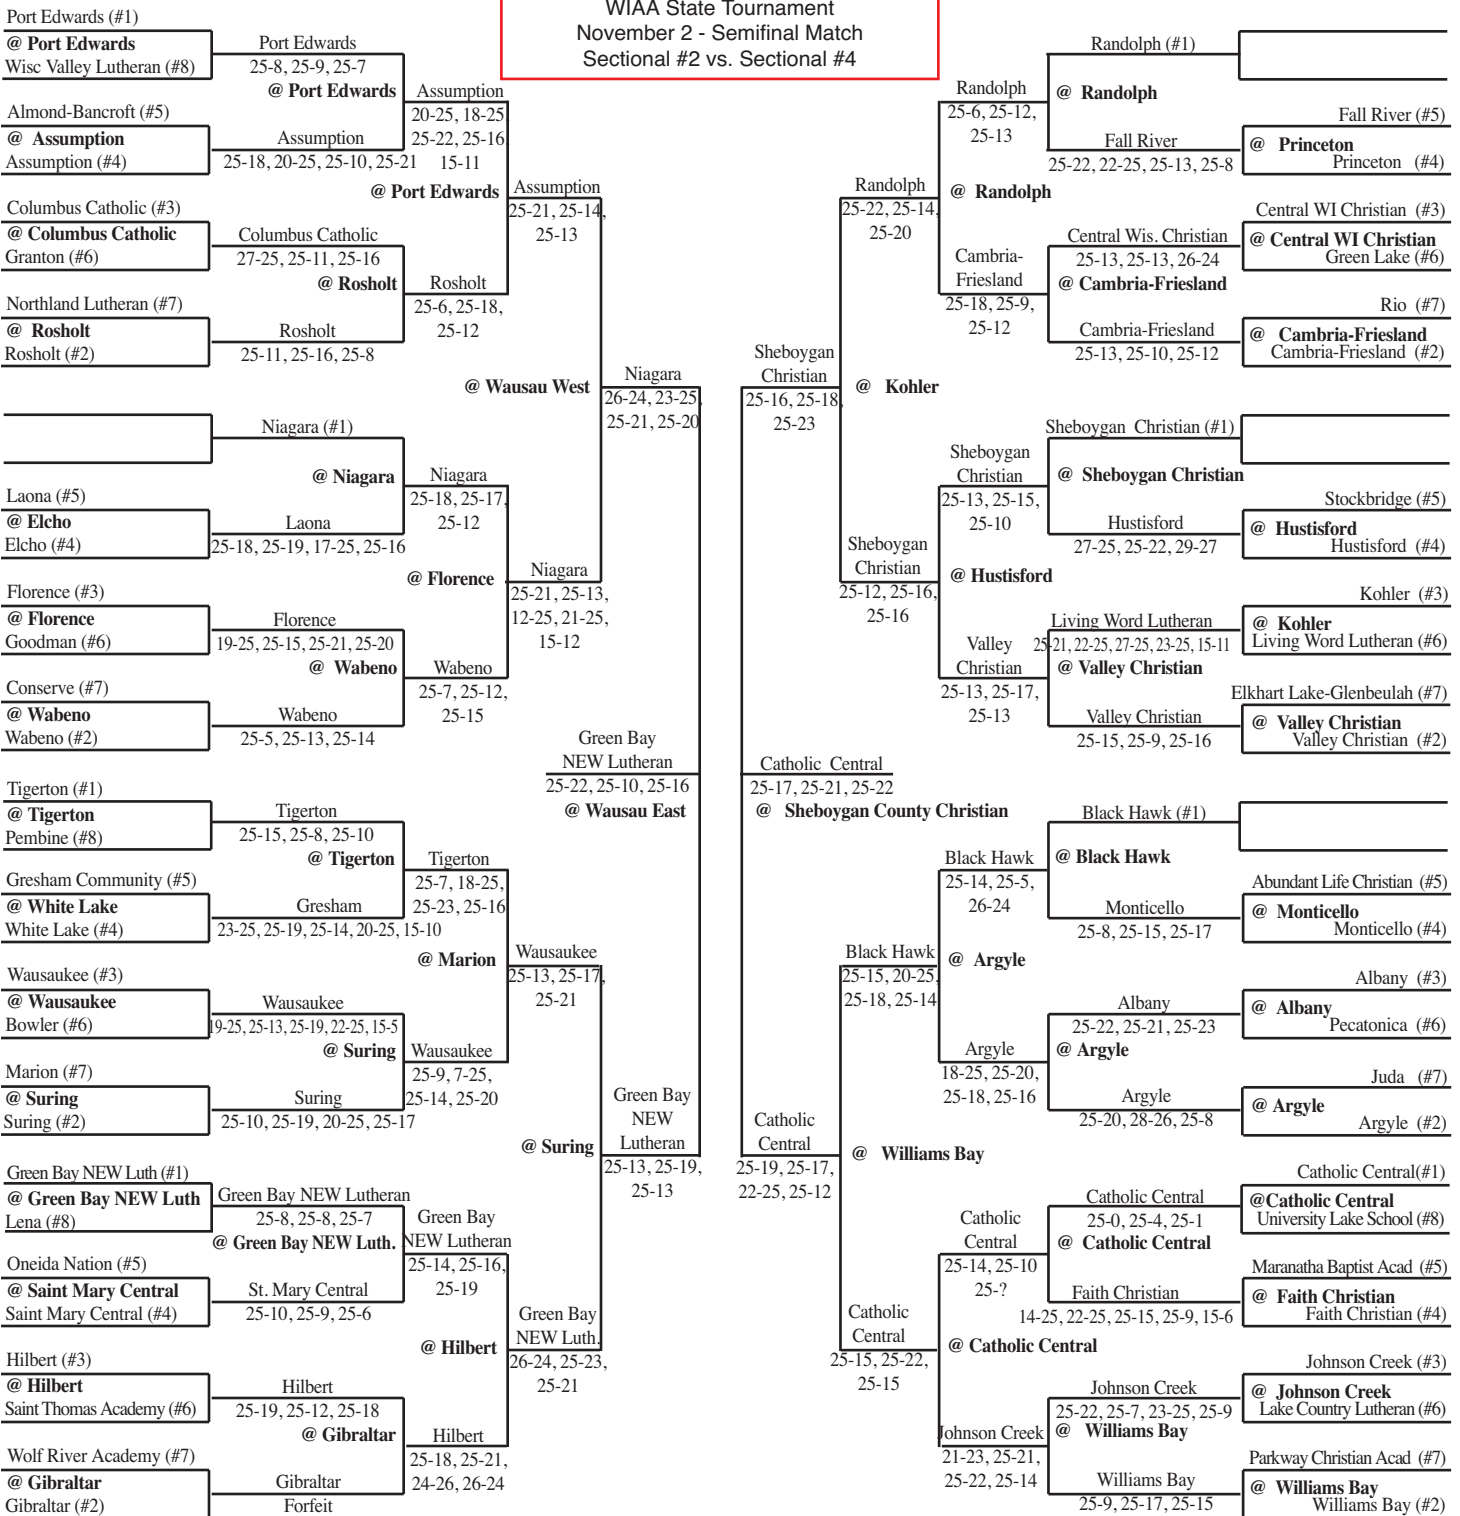 WIAA State Tournament
November 2 - Semifinal Match
Sectional #2 vs. Sectional #4
Port Edwards (#1)
@ Port Edwards
Wisc Valley Lutheran (#8)
Port Edwards
25-8, 25-9, 25-7
@ Port Edwards
Almond-Bancroft (#5)
@ Assumption
Assumption (#4)
Assumption
25-18, 20-25, 25-10, 25-21
Assumption
20-25, 18-25
25-22, 25-16
15-11
@ Port Edwards
Columbus Catholic (#3)
@ Columbus Catholic
Granton (#6)
Columbus Catholic
27-25, 25-11, 25-16
@ Rosholt
Northland Lutheran (#7)
@ Rosholt
Rosholt (#2)
Rosholt
25-11, 25-16, 25-8
Rosholt
25-6, 25-18,
25-12
Assumption
25-21, 25-14,
25-13
@ Wausau West
Niagara (#1)
@ Niagara
Laona (#5)
@ Elcho
Elcho (#4)
Laona
25-18, 25-19, 17-25, 25-16
Niagara
25-18, 25-17,
25-12
@ Florence
Florence (#3)
@ Florence
Goodman (#6)
Florence
19-25, 25-15, 25-21, 25-20
@ Wabeno
Conserve (#7)
@ Wabeno
Wabeno (#2)
Wabeno
25-5, 25-13, 25-14
Wabeno
25-7, 25-12,
25-15
Niagara
25-21, 25-13,
12-25, 21-25,
15-12
Niagara
26-24, 23-25,
25-21, 25-20
Green Bay
NEW Lutheran
25-22, 25-10, 25-16
@ Wausau East
Tigerton (#1)
@ Tigerton
Pembine (#8)
Tigerton
25-15, 25-8, 25-10
@ Tigerton
Gresham Community (#5)
@ White Lake
White Lake (#4)
Gresham
23-25, 25-19, 25-14, 20-25, 15-10
Tigerton
25-7, 18-25,
25-23, 25-16
@ Marion
Wausaukee (#3)
@ Wausaukee
Bowler (#6)
Wausaukee
19-25, 25-13, 25-19, 22-25, 15-5
@ Suring
Marion (#7)
@ Suring
Suring (#2)
Suring
25-10, 25-19, 20-25, 25-17
Wausaukee
25-9, 7-25,
25-14, 25-20
Wausaukee
25-13, 25-17,
25-21
@ Suring
Green Bay NEW Luth (#1)
@ Green Bay NEW Luth
Lena (#8)
Green Bay NEW Lutheran
25-8, 25-8, 25-7
@ Green Bay NEW Luth.
Oneida Nation (#5)
@ Saint Mary Central
Saint Mary Central (#4)
St. Mary Central
25-10, 25-9, 25-6
Green Bay
NEW Lutheran
25-14, 25-16,
25-19
@ Hilbert
Hilbert (#3)
@ Hilbert
Saint Thomas Academy (#6)
Hilbert
25-19, 25-12, 25-18
@ Gibraltar
Wolf River Academy (#7)
@ Gibraltar
Gibraltar (#2)
Gibraltar
Forfeit
Hilbert
25-18, 25-21,
24-26, 26-24
Green Bay
NEW Luth.
26-24, 25-23,
25-21
Green Bay
NEW
Lutheran
25-13, 25-19,
25-13
Randolph (#1)
@ Randolph
Fall River (#5)
@ Princeton
Princeton (#4)
Fall River
25-22, 22-25, 25-13, 25-8
Randolph
25-6, 25-12,
25-13
@ Randolph
Central WI Christian (#3)
@ Central WI Christian
Green Lake (#6)
Central Wis. Christian
25-13, 25-13, 26-24
@ Cambria-Friesland
Rio (#7)
@ Cambria-Friesland
Cambria-Friesland (#2)
Cambria-Friesland
25-13, 25-10, 25-12
Cambria-
Friesland
25-18, 25-9,
25-12
Randolph
25-22, 25-14,
25-20
@ Kohler
Sheboygan Christian (#1)
@ Sheboygan Christian
Stockbridge (#5)
@ Hustisford
Hustisford (#4)
Hustisford
27-25, 25-22, 29-27
Sheboygan
Christian
25-13, 25-15,
25-10
@ Hustisford
Kohler (#3)
@ Kohler
Living Word Lutheran (#6)
Living Word Lutheran
25-21, 22-25, 27-25, 23-25, 15-11
@ Valley Christian
Elkhart Lake-Glenbeulah (#7)
@ Valley Christian
Valley Christian (#2)
Valley Christian
25-15, 25-9, 25-16
Valley
Christian
25-13, 25-17,
25-13
Sheboygan
Christian
25-12, 25-16,
25-16
Sheboygan
Christian
25-16, 25-18,
25-23
Catholic Central
25-17, 25-21, 25-22
@ Sheboygan County Christian
Black Hawk (#1)
@ Black Hawk
Abundant Life Christian (#5)
@ Monticello
Monticello (#4)
Monticello
25-8, 25-15, 25-17
Black Hawk
25-14, 25-5,
26-24
@ Argyle
Albany (#3)
@ Albany
Pecatonica (#6)
Albany
25-22, 25-21, 25-23
@ Argyle
Juda (#7)
@ Argyle
Argyle (#2)
Argyle
25-20, 28-26, 25-8
Argyle
18-25, 25-20,
25-18, 25-16
Black Hawk
25-15, 20-25,
25-18, 25-14
@ Williams Bay
Catholic Central(#1)
@Catholic Central
University Lake School (#8)
Catholic Central
25-0, 25-4, 25-1
@ Catholic Central
Maranatha Baptist Acad (#5)
@ Faith Christian
Faith Christian (#4)
Faith Christian
14-25, 22-25, 25-15, 25-9, 15-6
Catholic
Central
25-14, 25-10
25-?
@ Catholic Central
Johnson Creek (#3)
@ Johnson Creek
Lake Country Lutheran (#6)
Johnson Creek
25-22, 25-7, 23-25, 25-9
@ Williams Bay
Parkway Christian Acad (#7)
@ Williams Bay
Williams Bay (#2)
Williams Bay
25-9, 25-17, 25-15
Johnson Creek
21-23, 25-21,
25-22, 25-14
Catholic
Central
25-15, 25-22,
25-15
Catholic
Central
25-19, 25-17,
22-25, 25-12